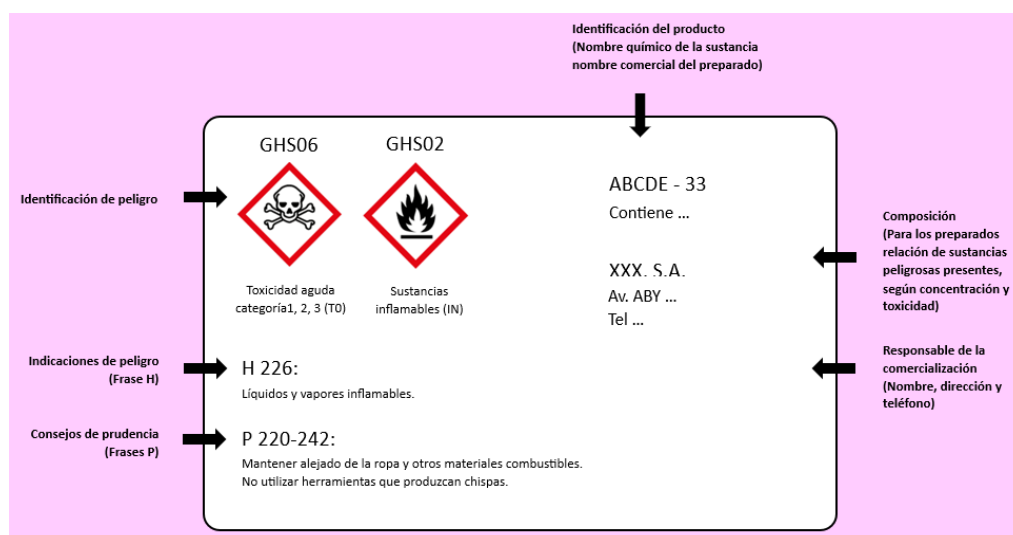 Identificación del producto
(Nombre químico de la sustancia
nombre comercial del preparado)
GHS06
GHS02
Identificación de peligro
ABCDE - 33
Contiene ...
Composición
(Para los preparados
relación de sustancias
peligrosas presentes,
según concentración y
toxicidad)
XXX. S.A.
Av. ABY ...
Tel ...
Toxicidad aguda
categoría1, 2, 3 (T0)
Sustancias
inflamables (IN)
Indicaciones de peligro
(Frase H)
H 226:
Líquidos y vapores inflamables.
Responsable de la
comercialización
(Nombre, dirección y
teléfono)
Consejos de prudencia
(Frases P)
P 220-242:
Mantener alejado de la ropa y otros materiales combustibles.
No utilizar herramientas que produzcan chispas.